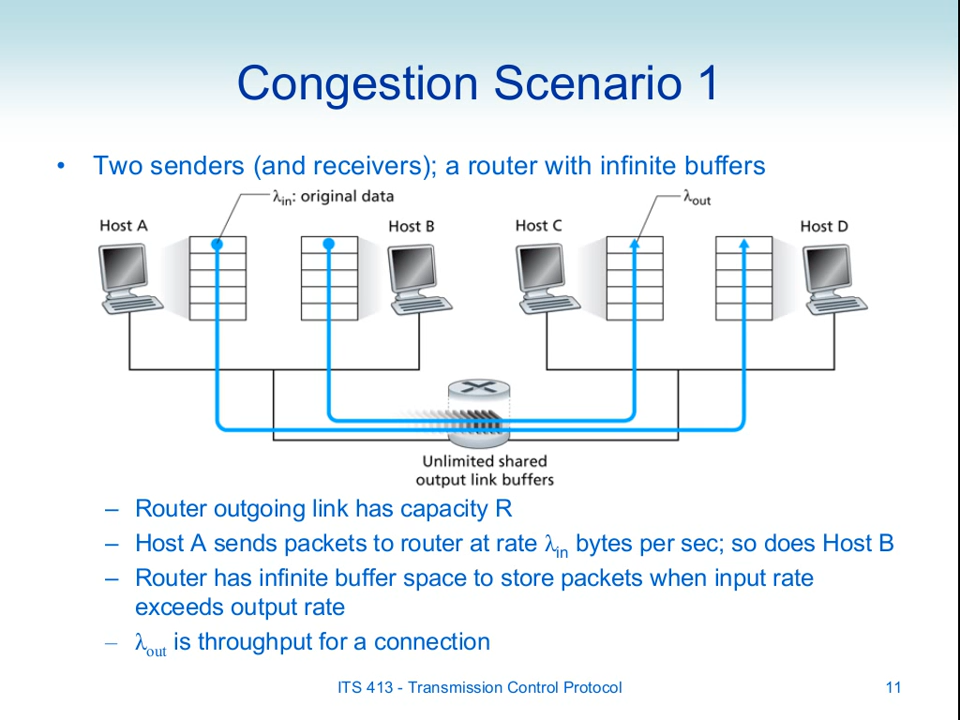 Congestion Scenario 1
• Two senders (and receivers); a router with infinite buffers
λin: original data
λout
Host A
Host B
Host C
Host D
Unlimited shared
output link buffers
– Router outgoing link has capacity R
– Host A sends packets to router at rate λin bytes per sec; so does Host B
– Router has infinite buffer space to store packets when input rate
exceeds output rate
– λout is throughput for a connection
ITS 413 - Transmission Control Protocol
11